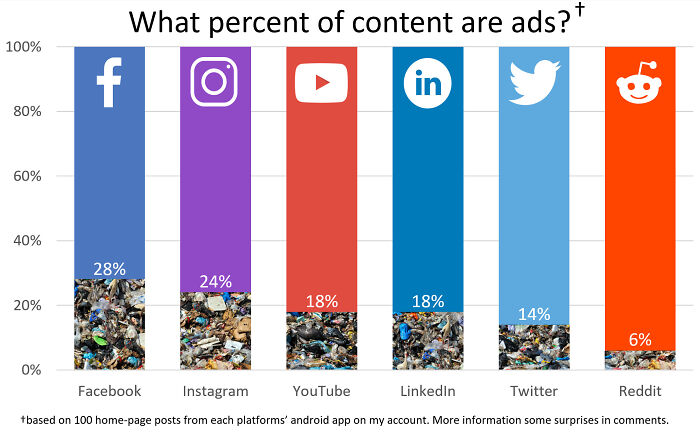 What percent of content are ads?†
100%
80%
60%
40%
20%
0%
in
28%
24%
18%
18%
14%
6%
Facebook
Instagram
YouTube
LinkedIn
Twitter
Reddit
†based on 100 home-page posts from each platforms’ android app on my account. More information some surprises in comments.